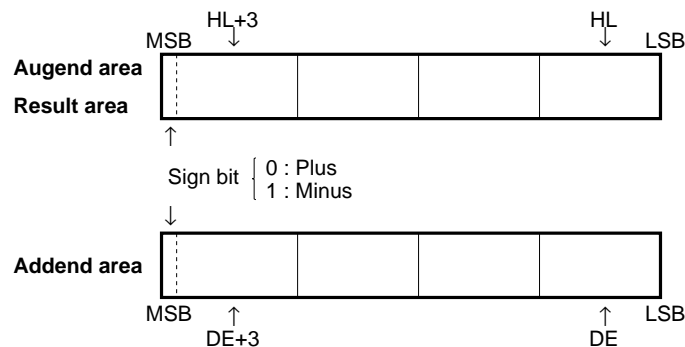 HL+3 HL
MSB LSB
Augend area
Result area
Sign bit { 0 : Plus
1 : Minus
Addend area
MSB LSB
DE+3 DE